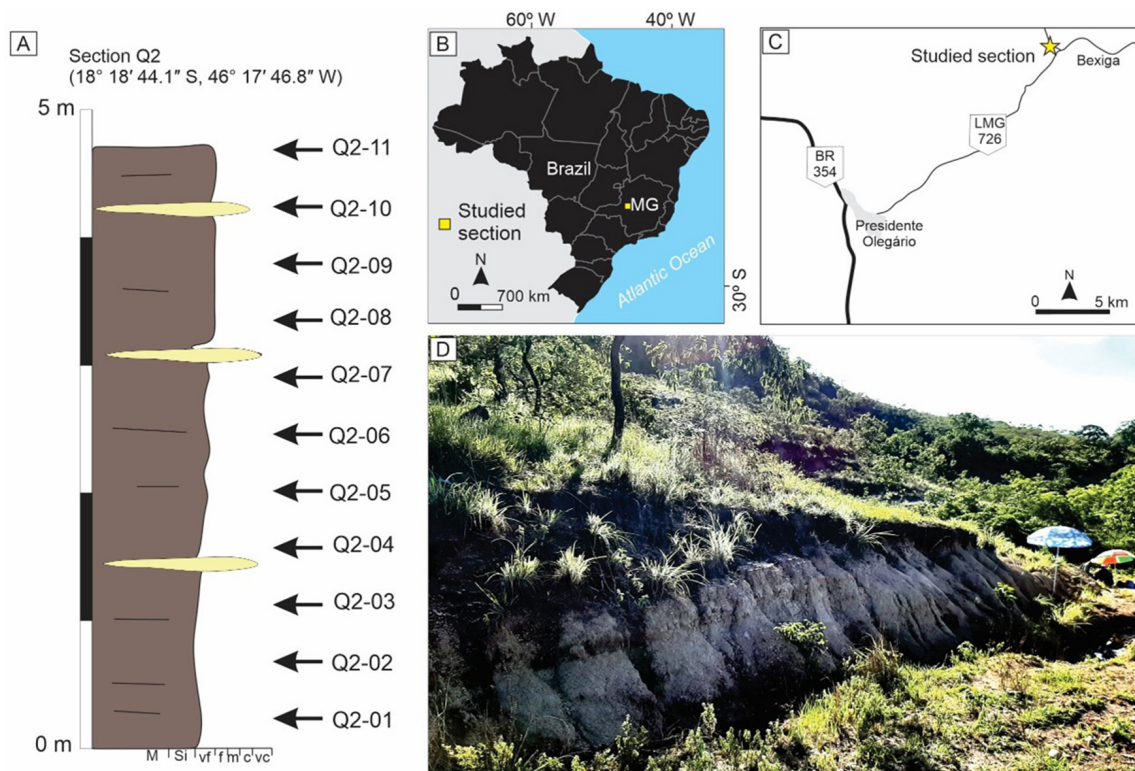 A
Section Q2
(18° 18′ 44.1″ S, 46° 17′ 46.8″ W)
5 m
Q2-11
Q2-10
Q2-09
Q2-08
Q2-07
Q2-06
Q2-05
Q2-04
Q2-03
Q2-02
Q2-01
0 m
M Si vf f m c vc
60° W 40° W
B
Brazil
MG
Studied
section
N
0 700 km
Atlantic Ocean
30° S
C
Studied section
Bexiga
LMG
726
BR
354
Presidente
Olegário
N
0 5 km
D